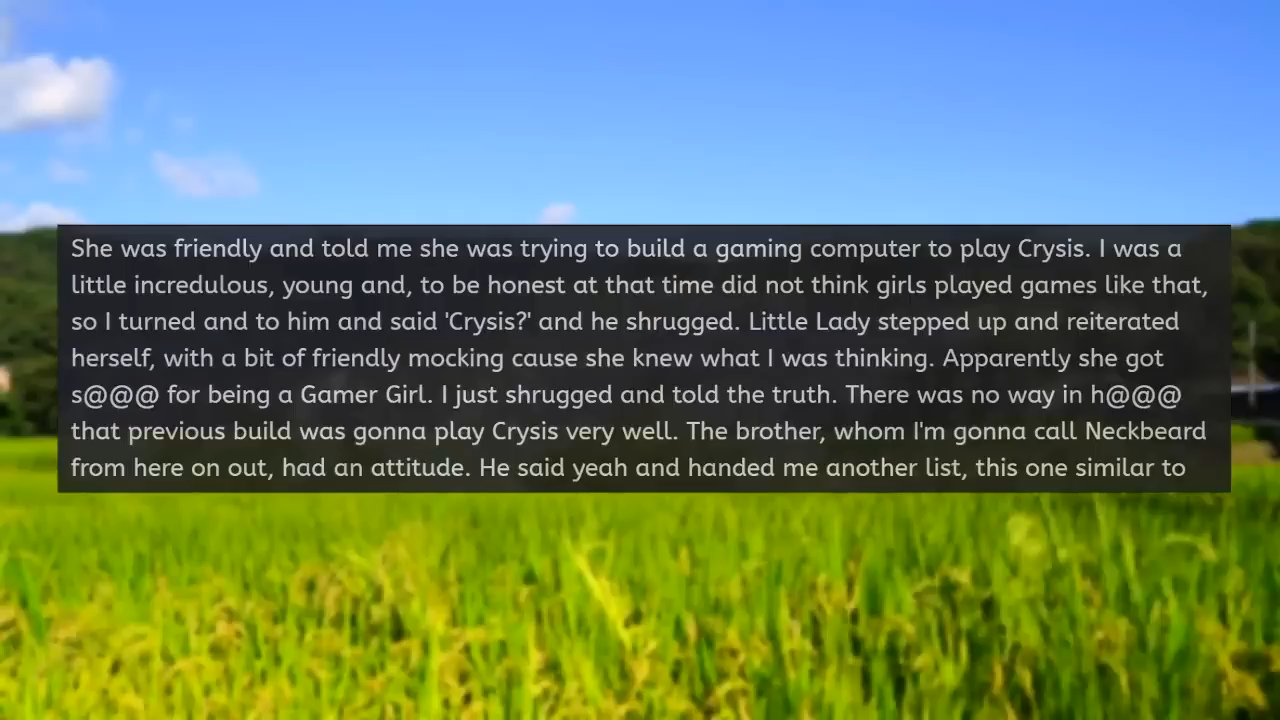 She was friendly and told me she was trying to build a gaming computer to play Crysis. I was a
little incredulous, young and, to be honest at that time did not think girls played games like that,
so I turned and to him and said 'Crysis?' and he shrugged. Little Lady stepped up and reiterated
herself, with a bit of friendly mocking cause she knew what I was thinking. Apparently she got
s@@@ for being a Gamer Girl. I just shrugged and told the truth. There was no way in h@@@
that previous build was gonna play Crysis very well. The brother, whom I'm gonna call Neckbeard
from here on out, had an attitude. He said yeah and handed me another list, this one similar to